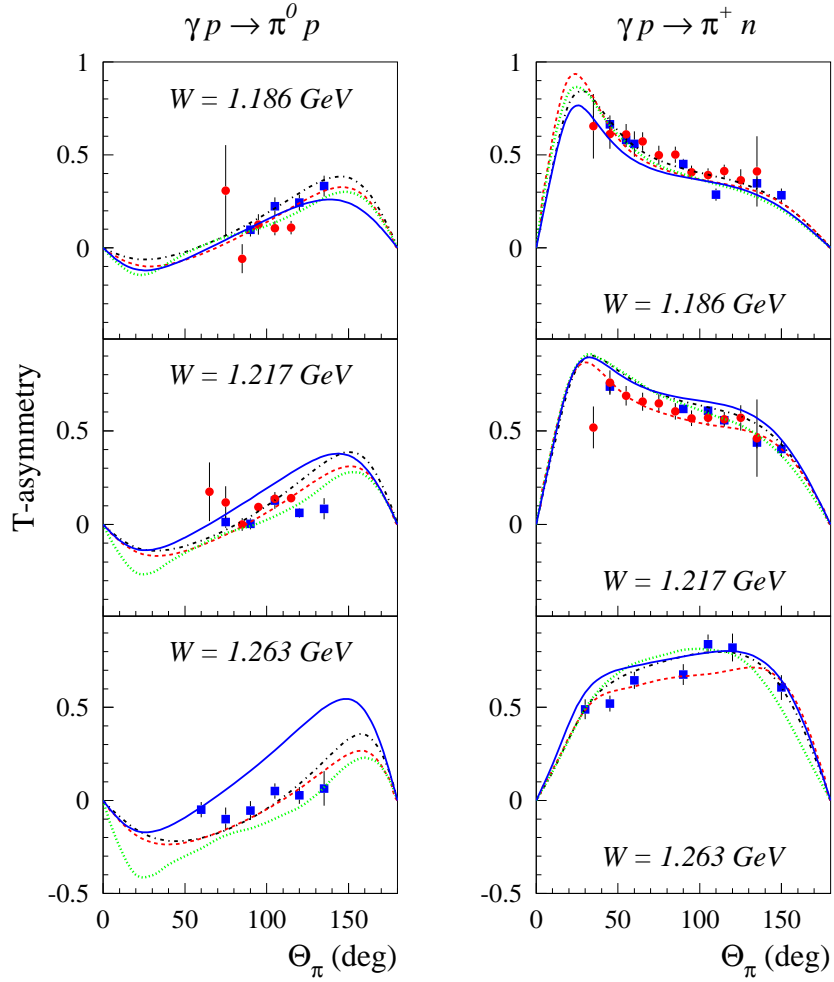 γ p → π⁰ p
γ p → π⁺ n
T-asymmetry
1
0.5
0
W = 1.186 GeV
1
0.5
0
W = 1.186 GeV
0.5
0
W = 1.217 GeV
0.5
0
W = 1.217 GeV
0.5
0
-0.5
W = 1.263 GeV
0.5
0
-0.5
W = 1.263 GeV
0 50 100 150
0 50 100 150
Θπ (deg)
Θπ (deg)